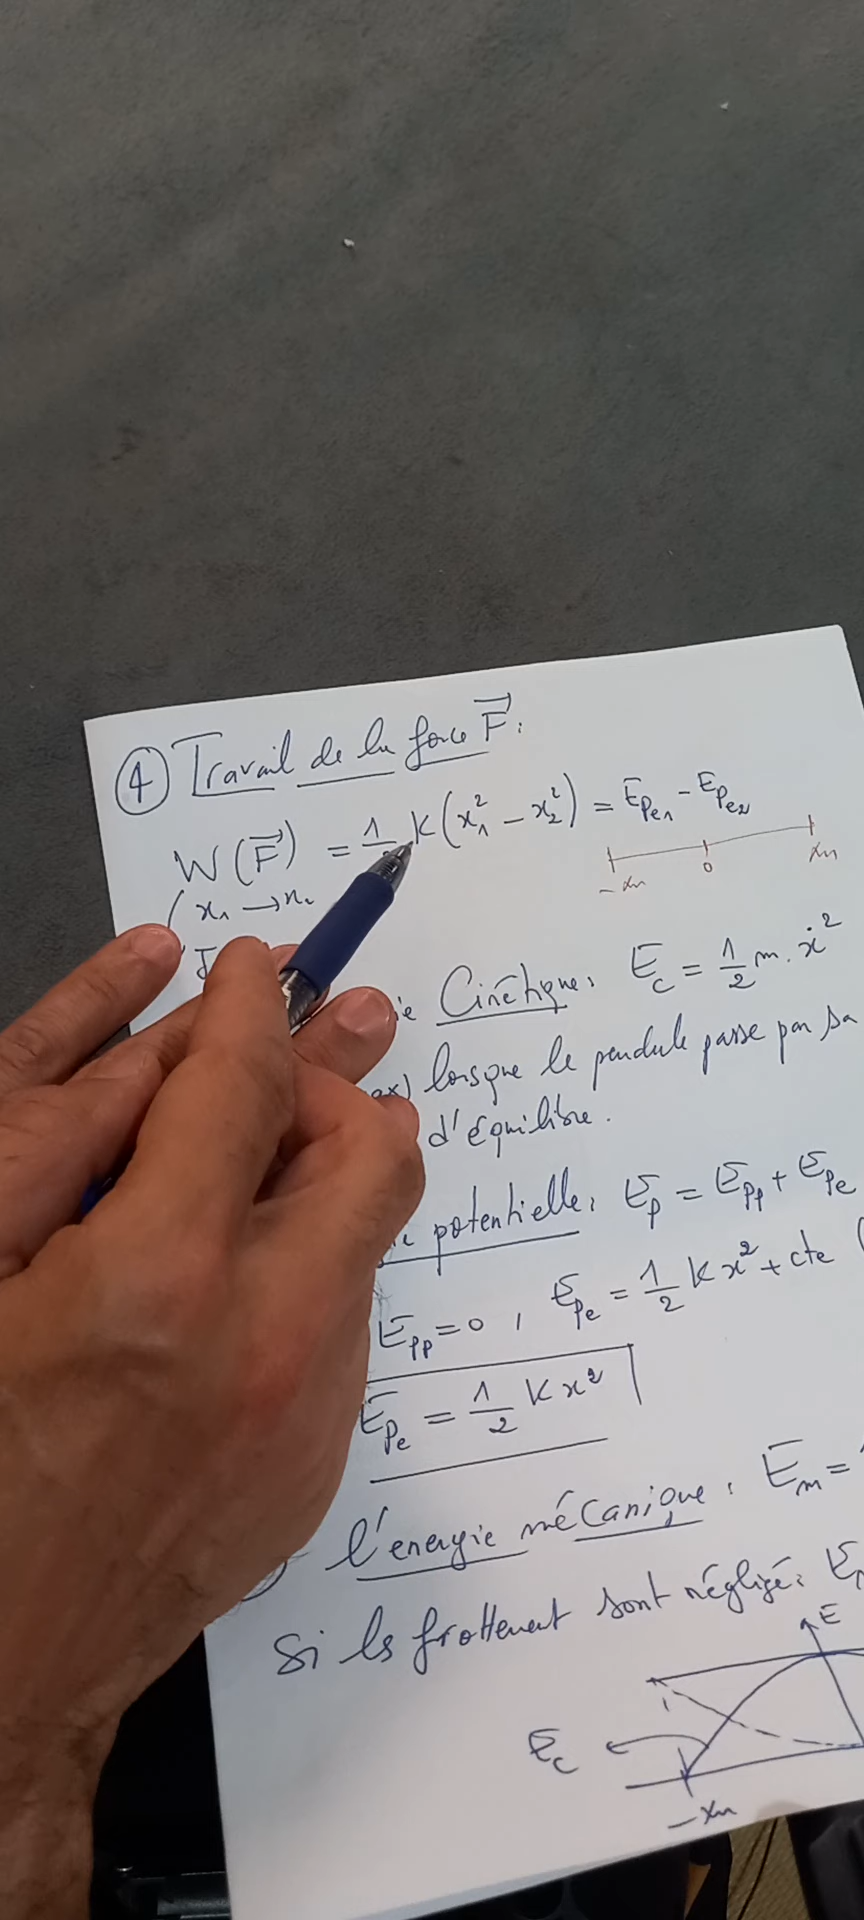 ④ Travail de la force F⃗ :
W(F⃗) = 1 K(x₁² − x₂²) = Epe₁ − Epe₂
x₁ → x₂
−xm 0 xm
Cinétique : Ec = 1/2 m.ẋ²
lorsque le pendule passe par sa
d'équilibre.
potentielle : Ep = Epp + Epe
Epp = 0 , Epe = 1/2 K x² + cte (
Epe = 1/2 K x²
l'energie mécanique : Em =
Si ls frottement sont négligé :
E
Ec
−xm